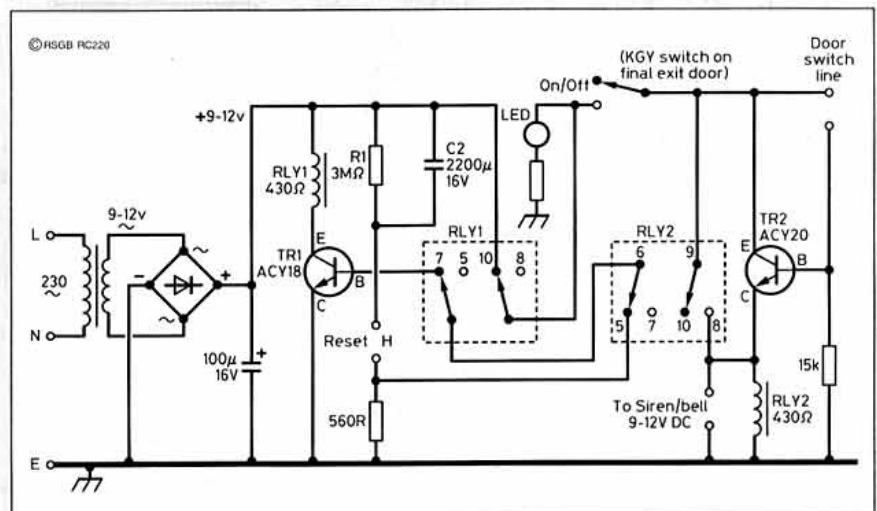 ©RSGB RC220
(KGY switch on
final exit door)
Door
switch
line
On/Off
+9-12v
LED
C2
2200μ
16V
R1
3MΩ
RLY1
430Ω
9-12v
~
L
230
~
N
~
~
−
+
TR1
ACY18
E
B
C
RLY1
7 5 10 8
RLY2
6 9
5 7 10 8
TR2
ACY20
E
B
C
Reset H
100μ
16V
+
560R
To Siren/bell
9-12V DC
RLY2
430Ω
15k
E